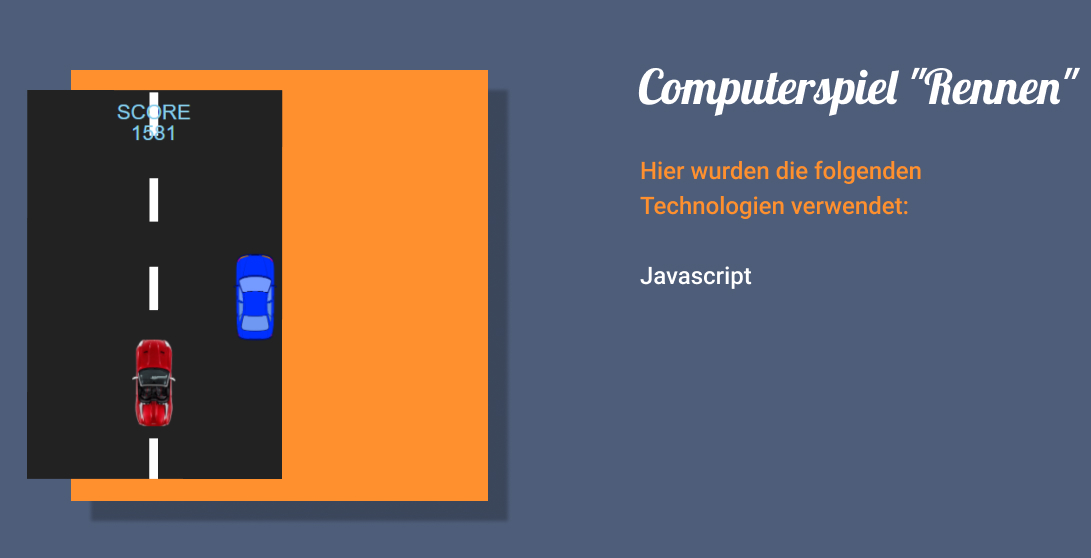 SCORE
1581
Computerspiel "Rennen"
Hier wurden die folgenden
Technologien verwendet:
Javascript